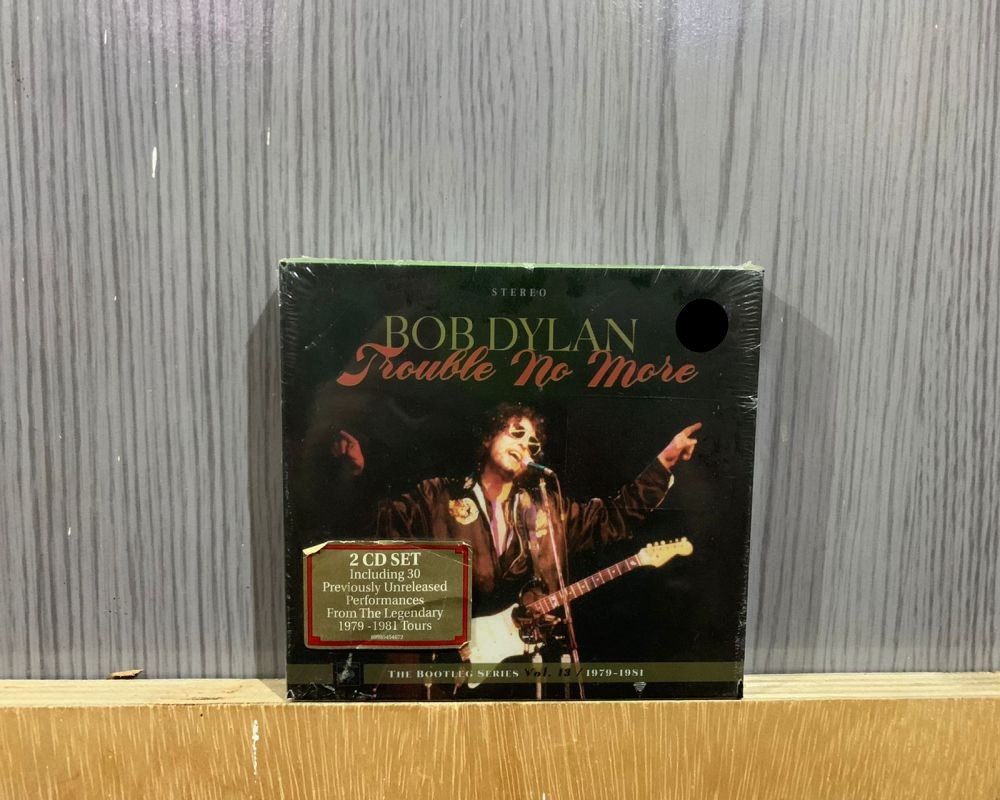 STEREO
BOB DYLAN
Trouble No More
2 CD SET
Including 30
Previously Unreleased
Performances
From The Legendary
1979 -1981 Tours
THE BOOTLEG SERIES Vol. 13 / 1979-1981